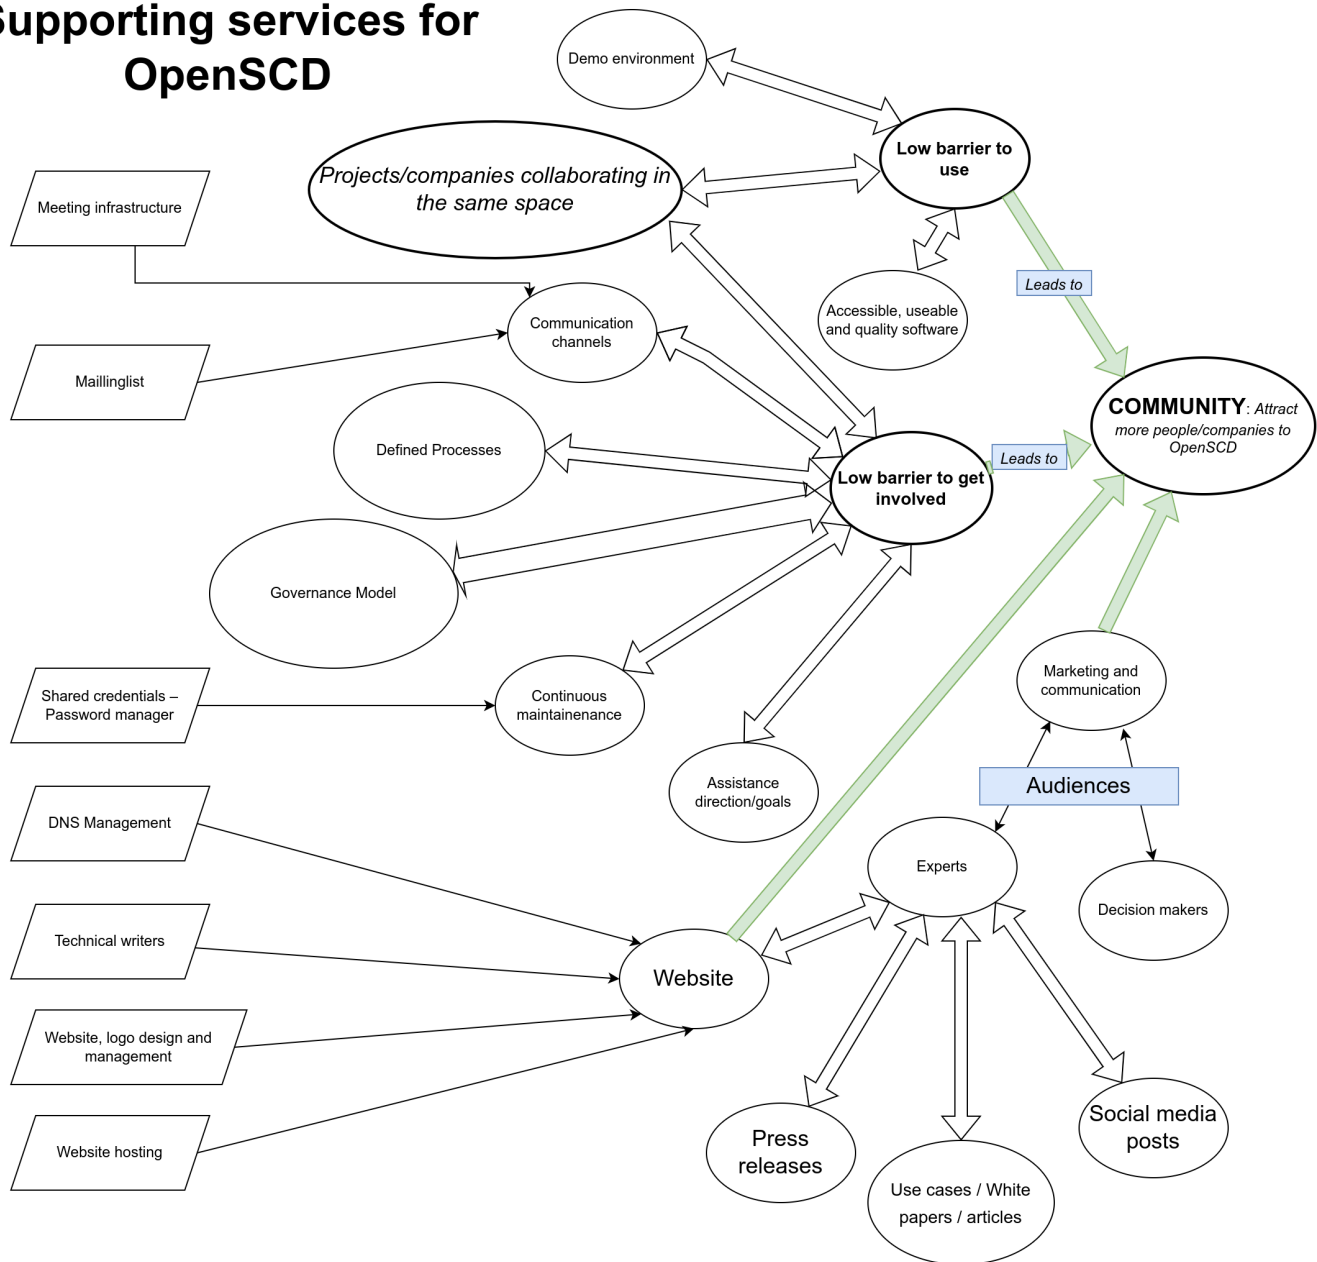 Supporting services for
OpenSCD
Demo environment
Low barrier to
use
Projects/companies collaborating in
the same space
Meeting infrastructure
Leads to
Accessible, useable
and quality software
Communication
channels
Maillinglist
COMMUNITY: Attract
more people/companies to
OpenSCD
Defined Processes
Leads to
Low barrier to get
involved
Governance Model
Marketing and
communication
Shared credentials –
Password manager
Continuous
maintainenance
Assistance
direction/goals
Audiences
DNS Management
Experts
Decision makers
Technical writers
Website
Website, logo design and
management
Website hosting
Press
releases
Social media
posts
Use cases / White
papers / articles